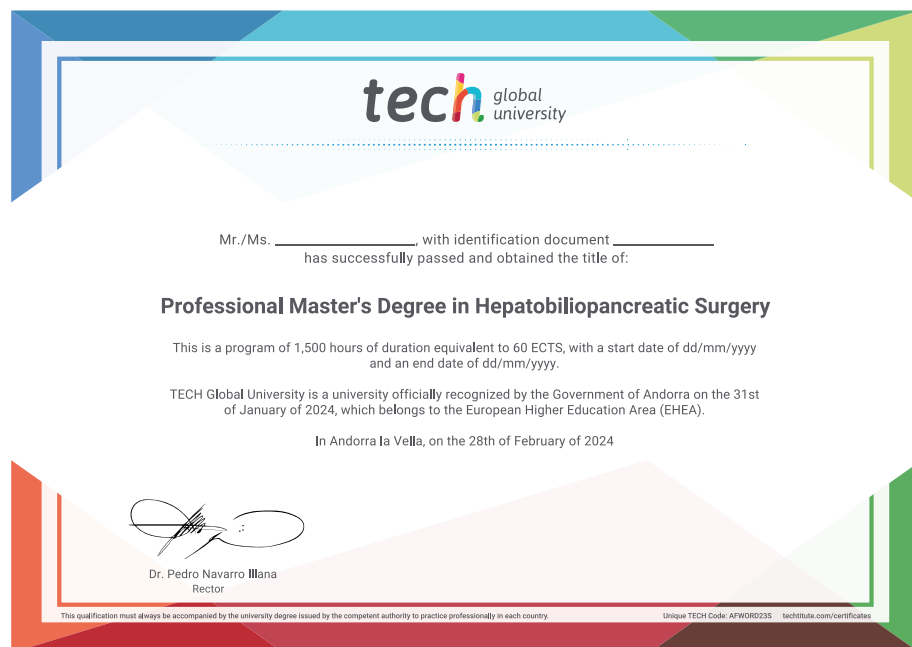 tech global university
Mr./Ms. ____________________, with identification document ______________
has successfully passed and obtained the title of:
Professional Master's Degree in Hepatobiliopancreatic Surgery
This is a program of 1,500 hours of duration equivalent to 60 ECTS, with a start date of dd/mm/yyyy
and an end date of dd/mm/yyyy.
TECH Global University is a university officially recognized by the Government of Andorra on the 31st
of January of 2024, which belongs to the European Higher Education Area (EHEA).
In Andorra la Vella, on the 28th of February of 2024
Dr. Pedro Navarro Illana
Rector
This qualification must always be accompanied by the university degree issued by the competent authority to practice professionally in each country.
Unique TECH Code: AFWORD23S techtitute.com/certificates